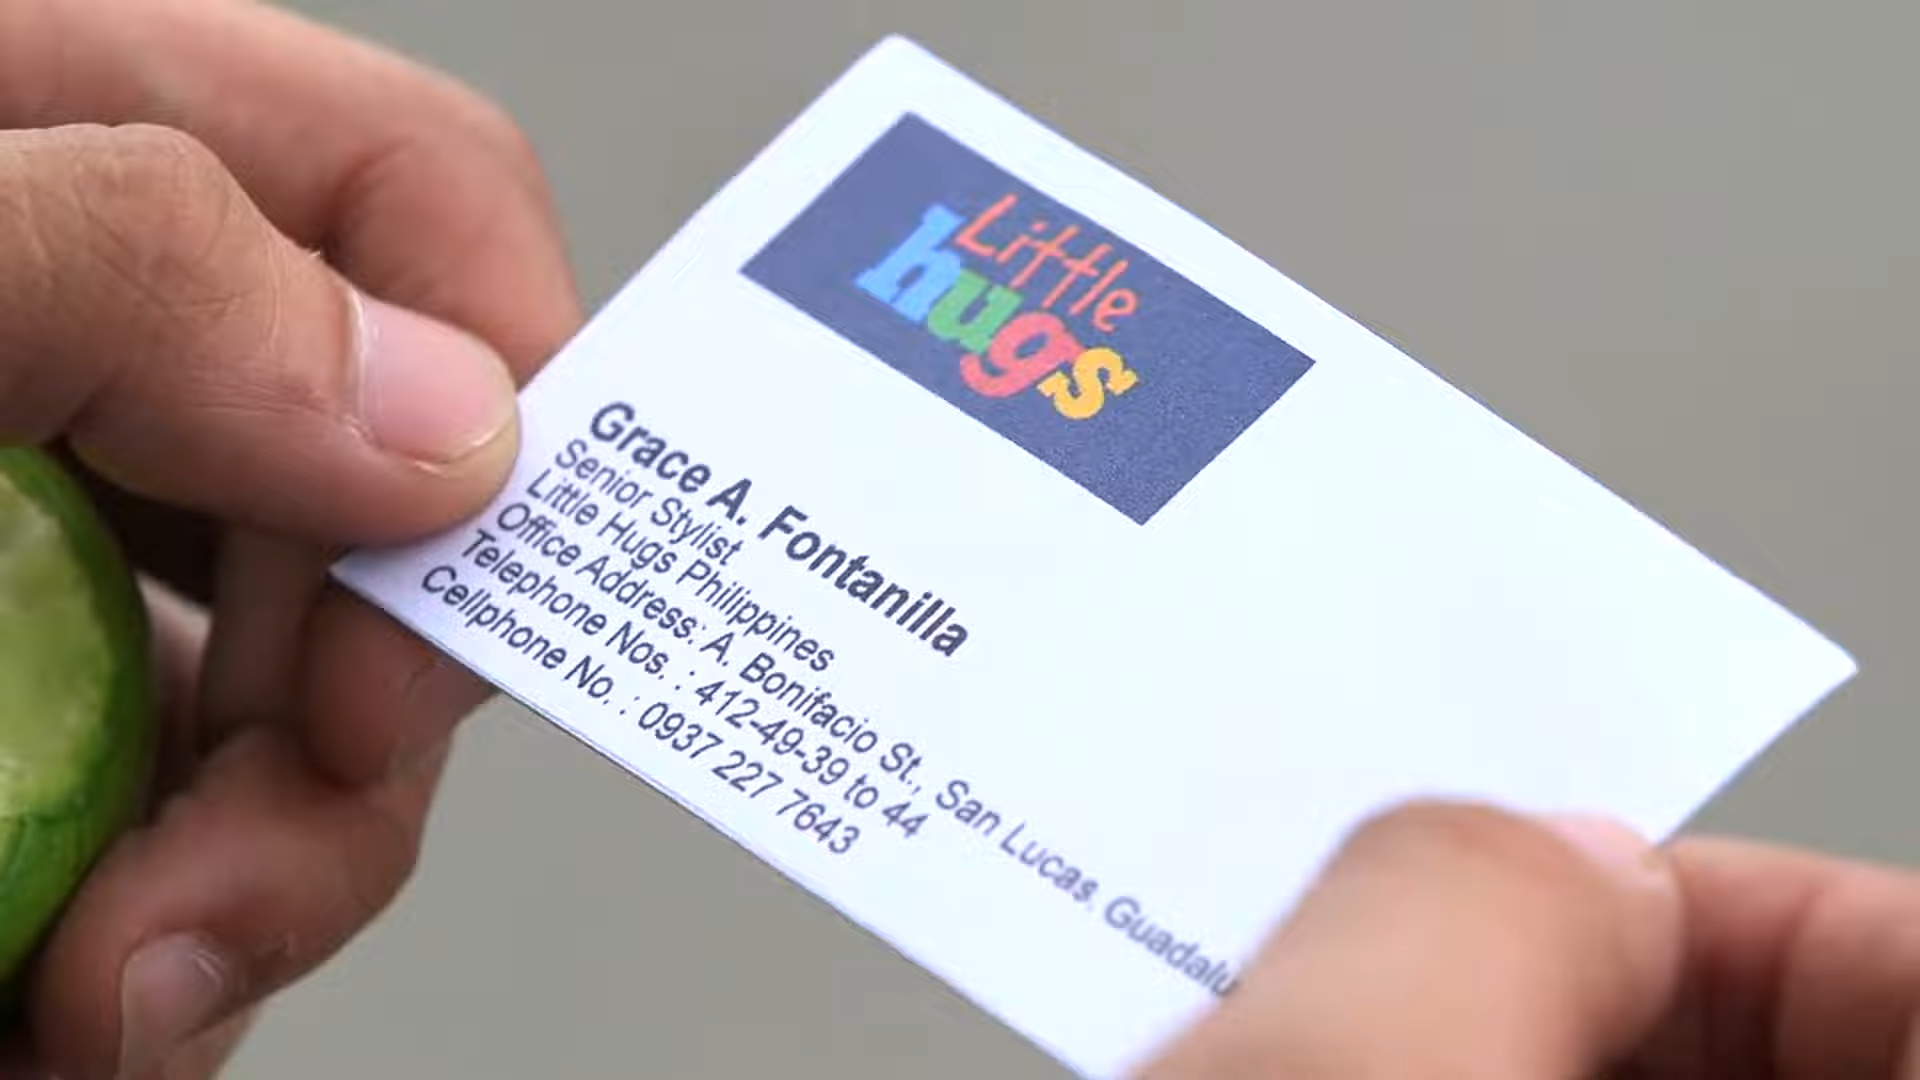 Little
hugs
Grace A. Fontanilla
Senior Stylist
Little Hugs Philippines
Office Address: A. Bonifacio St., San Lucas, Guadalu
Telephone Nos. : 412-49-39 to 44
Cellphone No. : 0937 227 7643